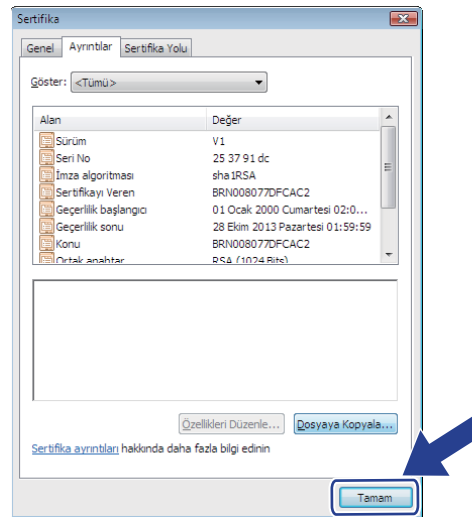 Sertifika
Genel Ayrıntılar Sertifika Yolu
Göster: <Tümü>
Alan Değer
Sürüm V1
Seri No 25 37 91 dc
İmza algoritması sha1RSA
Sertifikayı Veren BRN008077DFCAC2
Geçerlilik başlangıcı 01 Ocak 2000 Cumartesi 02:0...
Geçerlilik sonu 28 Ekim 2013 Pazartesi 01:59:59
Konu BRN008077DFCAC2
Ortak anahtar RSA (1024 Bits)
Özellikleri Düzenle... Dosyaya Kopyala...
Sertifika ayrıntıları hakkında daha fazla bilgi edinin
Tamam